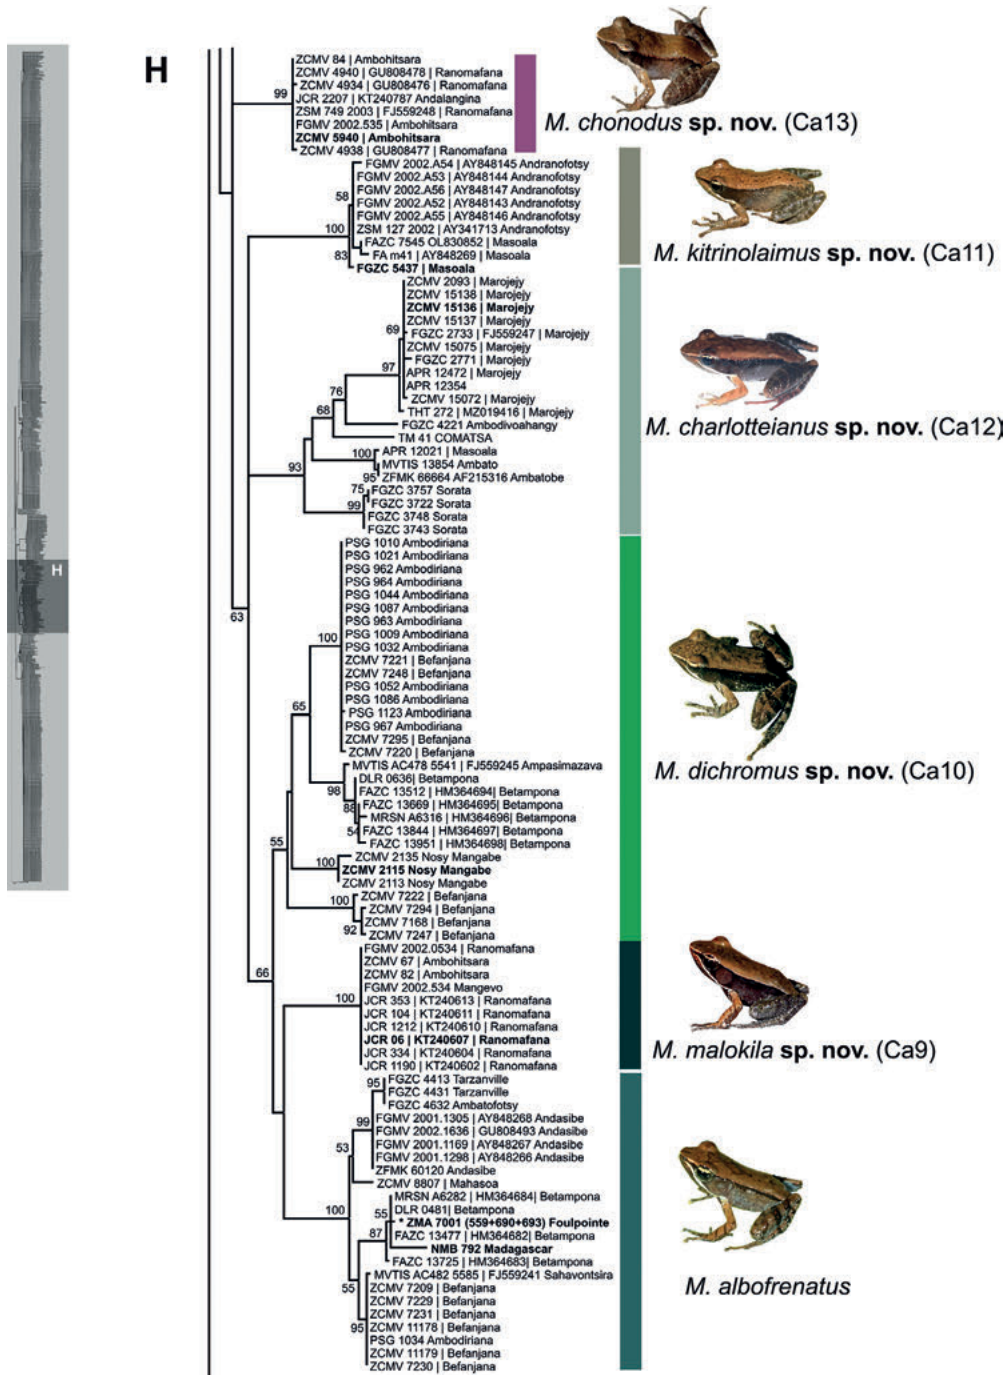 H
H
ZCMV 84 | Ambohitsara
ZCMV 4940 | GU808478 | Ranomafana
ZCMV 4934 | GU808476 | Ranomafana
JCR 2207 | KT240787 Andalangina
99
ZSM 749 2003 | FJ559248 | Ranomafana
FGMV 2002.535 | Ambohitsara
ZCMV 5940 | Ambohitsara
ZCMV 4938 | GU808477 | Ranomafana
M. chonodus sp. nov. (Ca13)
FGMV 2002.A54 | AY848145 Andranofotsy
FGMV 2002.A53 | AY848144 Andranofotsy
FGMV 2002.A56 | AY848147 Andranofotsy
58
FGMV 2002.A52 | AY848143 Andranofotsy
FGMV 2002.A55 | AY848146 Andranofotsy
ZSM 127 2002 | AY341713 Andranofotsy
100
FAZC 7545 OL830852 | Masoala
83
FA m41 | AY848269 | Masoala
FGZC 5437 | Masoala
M. kitrinolaimus sp. nov. (Ca11)
ZCMV 2093 | Marojejy
ZCMV 15138 | Marojejy
ZCMV 15136 | Marojejy
ZCMV 15137 | Marojejy
69
FGZC 2733 | FJ559247 | Marojejy
ZCMV 15075 | Marojejy
FGZC 2771 | Marojejy
97
APR 12472 | Marojejy
APR 12354
76
ZCMV 15072 | Marojejy
THT 272 | MZ019416 | Marojejy
68
FGZC 4221 Ambodivoahangy
TM 41 COMATSA
M. charlotteianus sp. nov. (Ca12)
APR 12021 | Masoala
100
MVTIS 13854 Ambato
93
95
ZFMK 66664 AF215316 Ambatobe
75
FGZC 3757 Sorata
FGZC 3722 Sorata
99
FGZC 3748 Sorata
FGZC 3743 Sorata
PSG 1010 Ambodiriana
PSG 1021 Ambodiriana
PSG 962 Ambodiriana
PSG 964 Ambodiriana
PSG 1044 Ambodiriana
PSG 1087 Ambodiriana
63
PSG 963 Ambodiriana
PSG 1009 Ambodiriana
100
PSG 1032 Ambodiriana
ZCMV 7221 | Befanjana
ZCMV 7248 | Befanjana
PSG 1052 Ambodiriana
PSG 1086 Ambodiriana
65
PSG 1123 Ambodiriana
PSG 967 Ambodiriana
ZCMV 7295 | Befanjana
ZCMV 7220 | Befanjana
M. dichromus sp. nov. (Ca10)
MVTIS AC478 5541 | FJ559245 Ampasimazava
DLR 0636| Betampona
98
FAZC 13512 | HM364694| Betampona
88
FAZC 13669 | HM364695| Betampona
MRSN A6316 | HM364696| Betampona
54
FAZC 13844 | HM364697| Betampona
FAZC 13951 | HM364698| Betampona
55
ZCMV 2135 Nosy Mangabe
100
ZCMV 2115 Nosy Mangabe
ZCMV 2113 Nosy Mangabe
ZCMV 7222 | Befanjana
100
ZCMV 7294 | Befanjana
ZCMV 7168 | Befanjana
92
ZCMV 7247 | Befanjana
FGMV 2002.0534 | Ranomafana
ZCMV 67 | Ambohitsara
66
ZCMV 82 | Ambohitsara
FGMV 2002.534 Mangevo
100
JCR 353 | KT240613 | Ranomafana
JCR 104 | KT240611 | Ranomafana
JCR 1212 | KT240610 | Ranomafana
JCR 06 | KT240607 | Ranomafana
JCR 334 | KT240604 | Ranomafana
JCR 1190 | KT240602 | Ranomafana
M. malokila sp. nov. (Ca9)
95
FGZC 4413 Tarzanville
FGZC 4431 Tarzanville
FGZC 4632 Ambatofotsy
99
FGMV 2001.1305 | AY848268 Andasibe
FGMV 2002.1636 | GU808493 Andasibe
53
FGMV 2001.1169 | AY848267 Andasibe
FGMV 2001.1298 | AY848266 Andasibe
ZFMK 60120 Andasibe
ZCMV 8807 | Mahasoa
MRSN A6282 | HM364684| Betampona
100
55
DLR 0481| Betampona
* ZMA 7001 (559+690+693) Foulpointe
87
FAZC 13477 | HM364682| Betampona
NMB 792 Madagascar
FAZC 13725 | HM364683| Betampona
M. albofrenatus
55
MVTIS AC482 5585 | FJ559241 Sahavontsira
ZCMV 7209 | Befanjana
ZCMV 7229 | Befanjana
ZCMV 7231 | Befanjana
95
ZCMV 11178 | Befanjana
PSG 1034 Ambodiriana
ZCMV 11179 | Befanjana
ZCMV 7230 | Befanjana